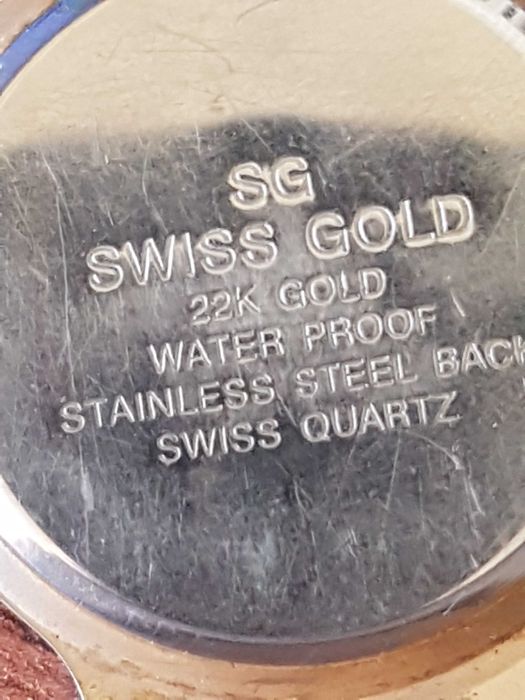 SG
SWISS GOLD
22K GOLD
WATER PROOF
STAINLESS STEEL BACK
SWISS QUARTZ